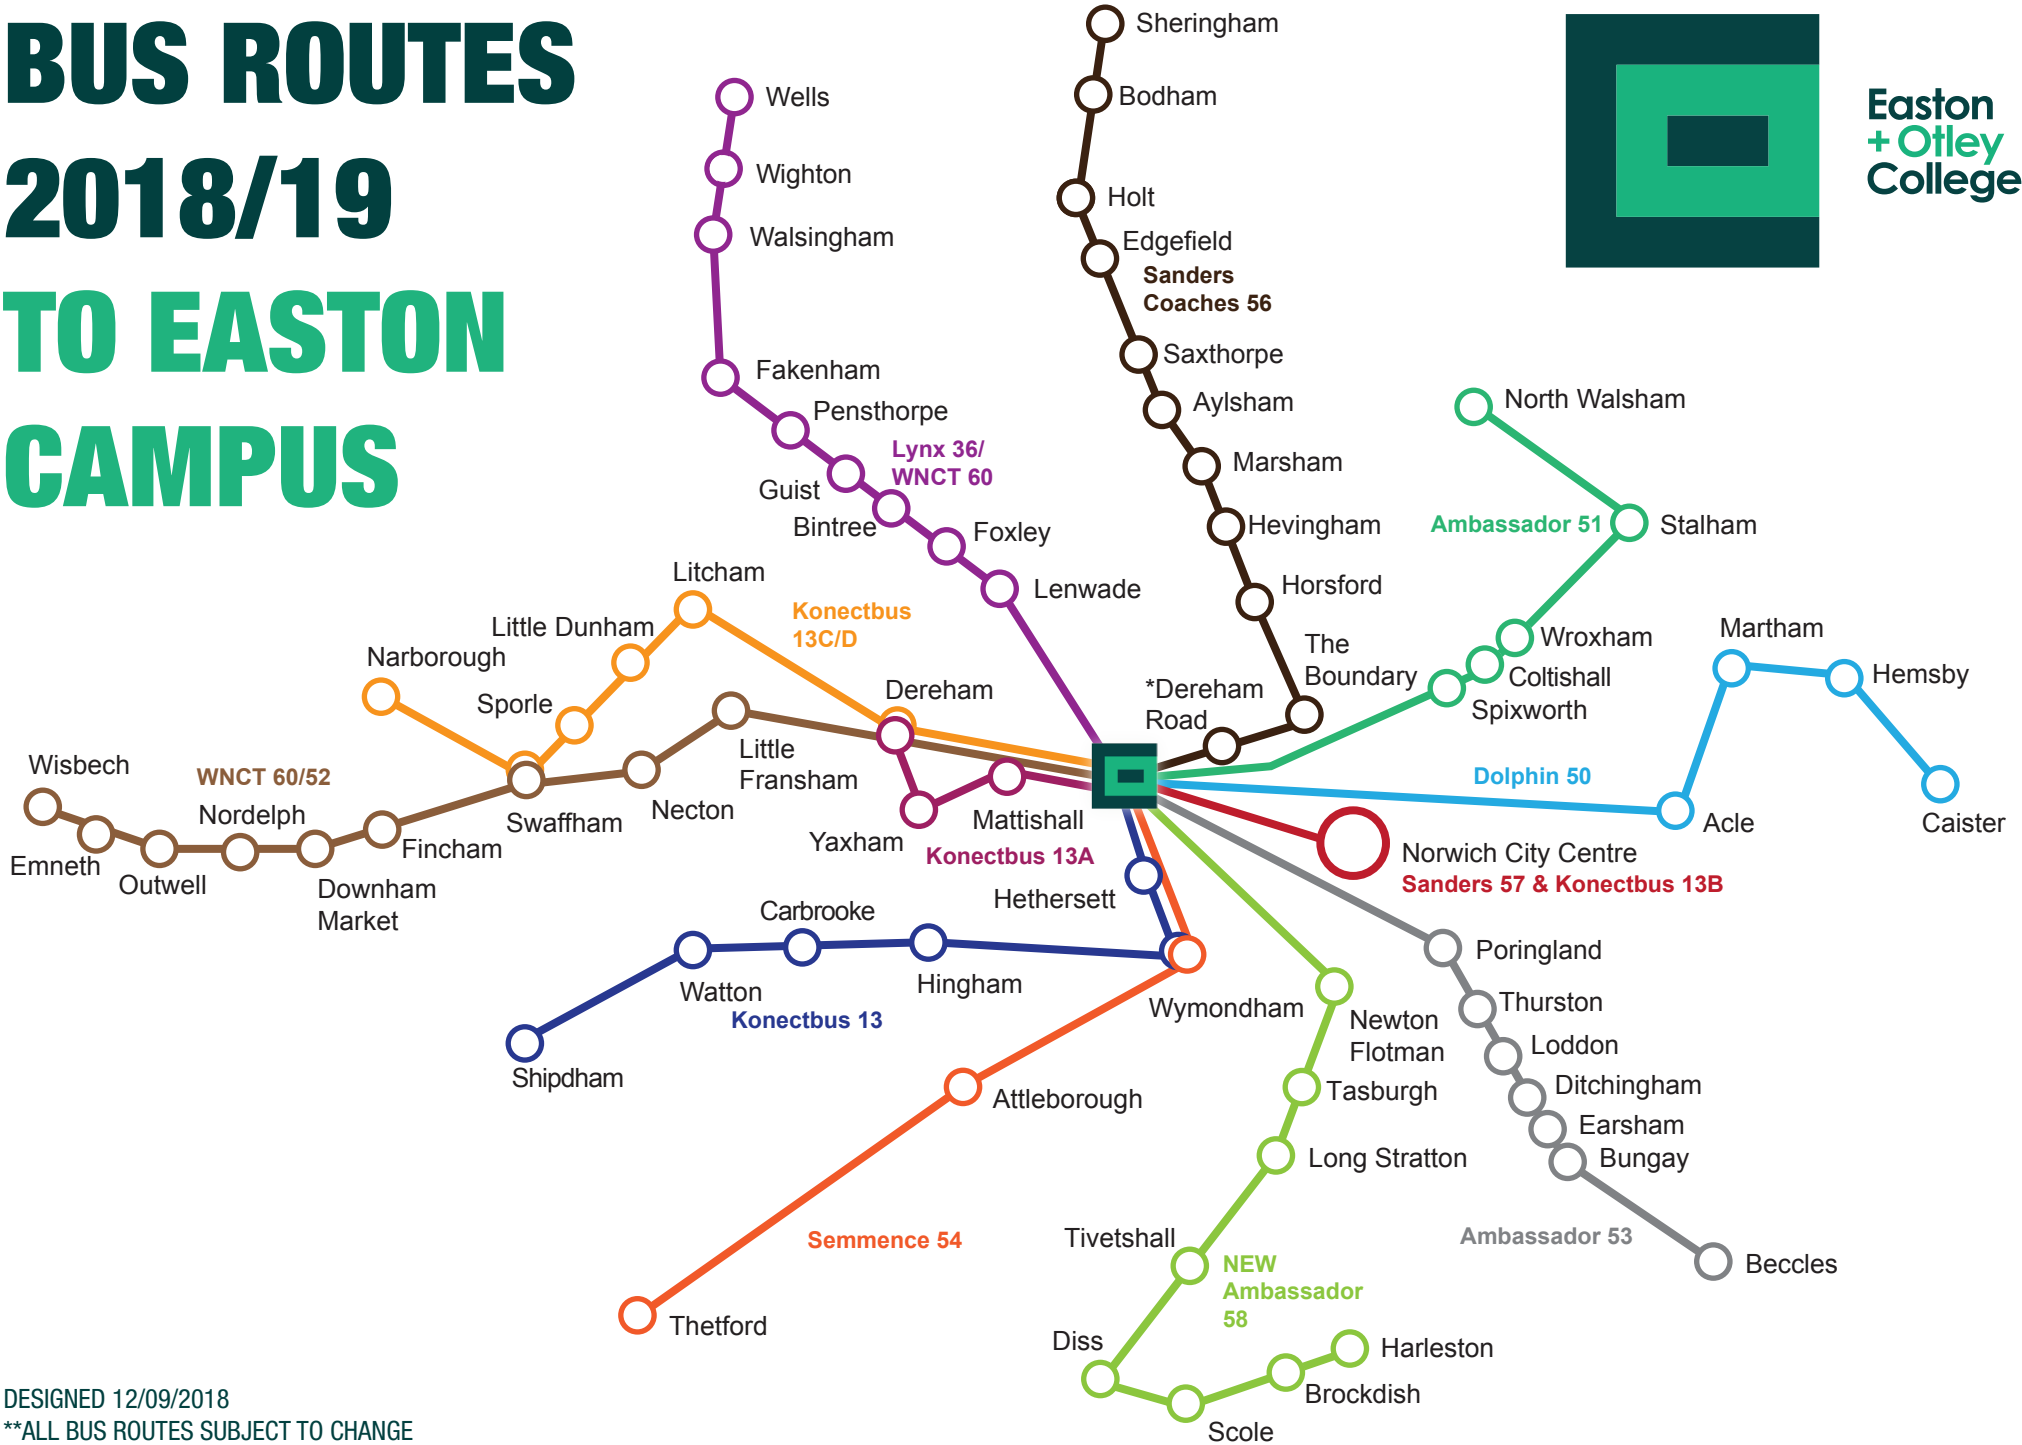 BUS ROUTES
2018/19
TO EASTON
CAMPUS
Easton
+ Otley
College
Sheringham
Bodham
Holt
Edgefield
Sanders
Coaches 56
Saxthorpe
Aylsham
Marsham
Hevingham
Horsford
The
Boundary
*Dereham
Road
Wells
Wighton
Walsingham
Fakenham
Pensthorpe
Lynx 36/
WNCT 60
Guist
Bintree
Foxley
Lenwade
North Walsham
Ambassador 51
Stalham
Wroxham
Coltishall
Spixworth
Martham
Hemsby
Dolphin 50
Acle
Caister
Litcham
Konectbus
13C/D
Little Dunham
Narborough
Sporle
Dereham
Wisbech
WNCT 60/52
Nordelph
Emneth
Outwell
Downham
Market
Fincham
Swaffham
Necton
Little
Fransham
Yaxham
Mattishall
Konectbus 13A
Norwich City Centre
Sanders 57 & Konectbus 13B
Hethersett
Carbrooke
Hingham
Watton
Konectbus 13
Shipdham
Wymondham
Attleborough
Semmence 54
Thetford
Newton
Flotman
Tasburgh
Long Stratton
Tivetshall
NEW
Ambassador
58
Diss
Scole
Brockdish
Harleston
Poringland
Thurston
Loddon
Ditchingham
Earsham
Bungay
Ambassador 53
Beccles
DESIGNED 12/09/2018
**ALL BUS ROUTES SUBJECT TO CHANGE